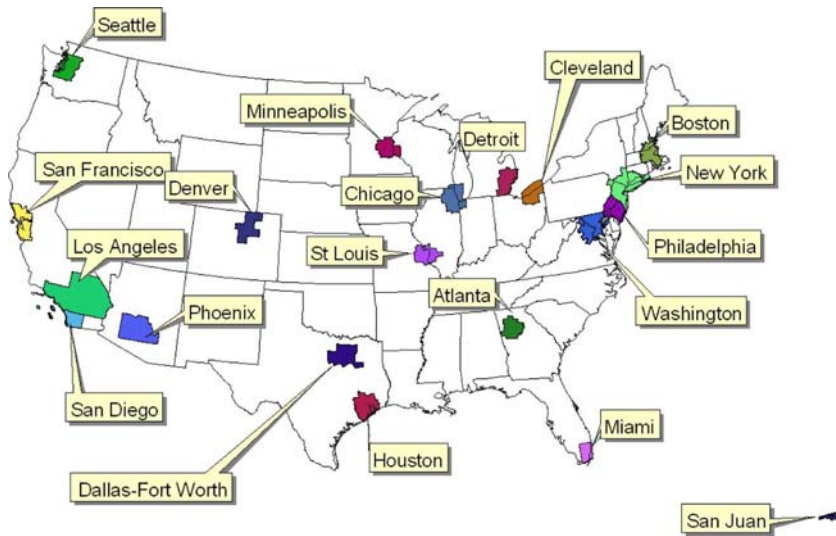 Seattle
Cleveland
Minneapolis
Detroit
Boston
San Francisco
Denver
Chicago
New York
Los Angeles
St Louis
Philadelphia
Atlanta
Phoenix
Washington
San Diego
Miami
Houston
Dallas-Fort Worth
San Juan